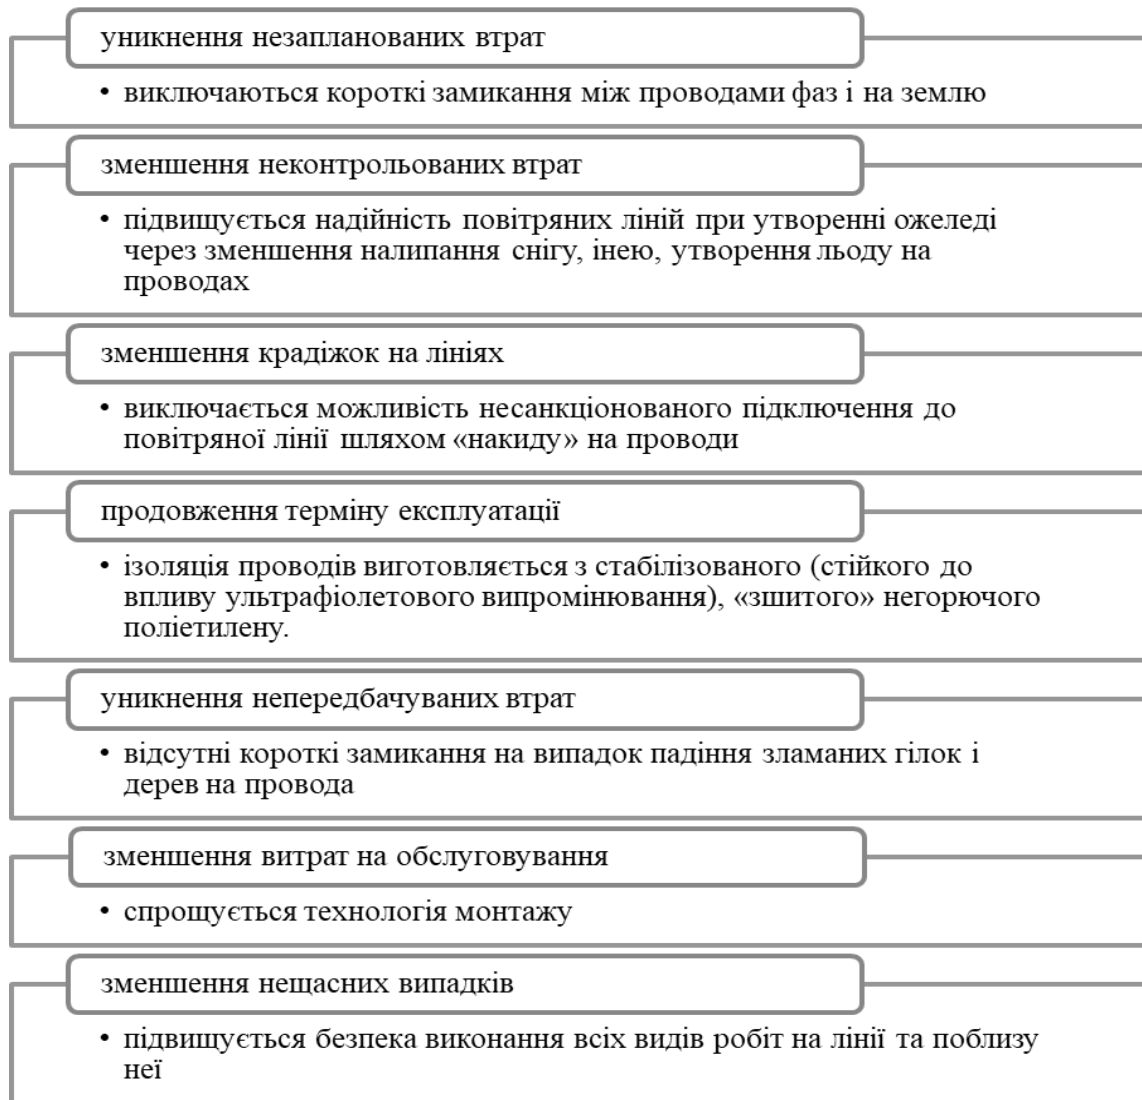 уникнення незапланованих втрат
• виключаються короткі замикання між проводами фаз і на землю
зменшення неконтрольованих втрат
• підвищується надійність повітряних ліній при утворенні ожеледі
через зменшення налипання снігу, інею, утворення льоду на
проводах
зменшення крадіжок на лініях
• виключається можливість несанкціонованого підключення до
повітряної лінії шляхом «накиду» на проводи
продовження терміну експлуатації
• ізоляція проводів виготовляється з стабілізованого (стійкого до
впливу ультрафіолетового випромінювання), «зшитого» негорючого
поліетилену.
уникнення непередбачуваних втрат
• відсутні короткі замикання на випадок падіння зламаних гілок і
дерев на провода
зменшення витрат на обслуговування
• спрощується технологія монтажу
зменшення нещасних випадків
• підвищується безпека виконання всіх видів робіт на лінії та поблизу
неї